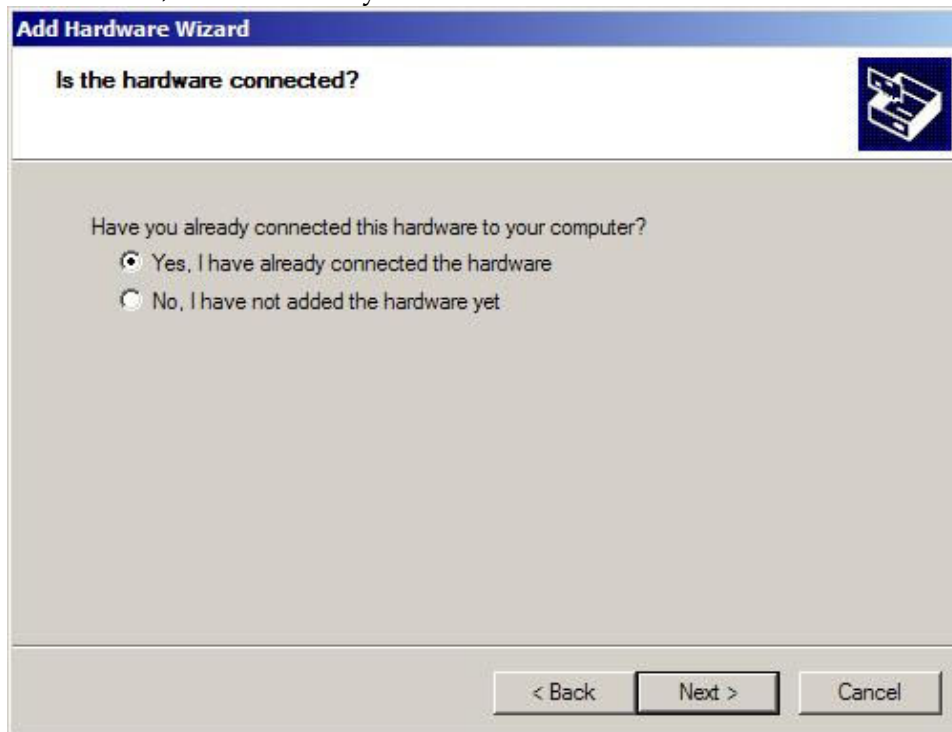 Add Hardware Wizard
Is the hardware connected?
Have you already connected this hardware to your computer?
Yes, I have already connected the hardware
No, I have not added the hardware yet
< Back Next > Cancel